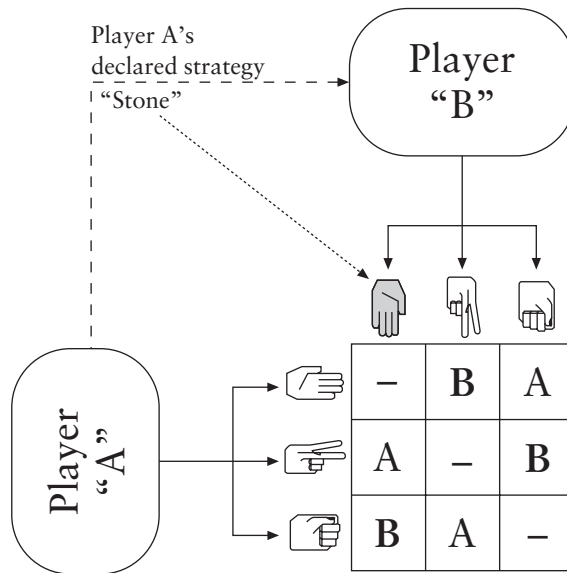 Player A's
declared strategy
“Stone”
Player
“B”
Player
“A”
– B A
A – B
B A –